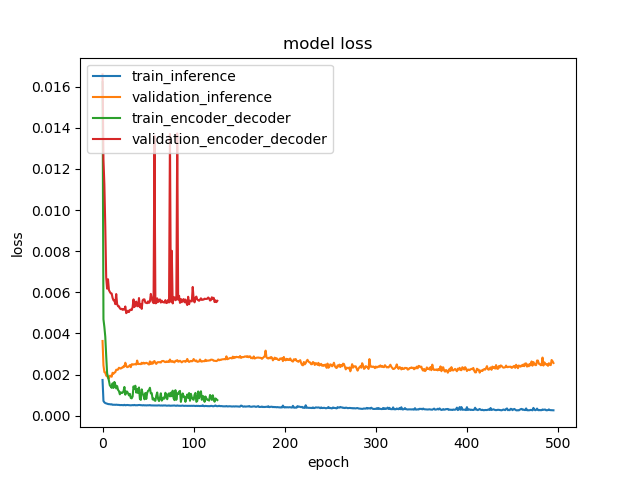 model loss
train_inference
validation_inference
train_encoder_decoder
validation_encoder_decoder
0.016
0.014
0.012
0.010
0.008
0.006
0.004
0.002
0.000
loss
0 100 200 300 400 500
epoch